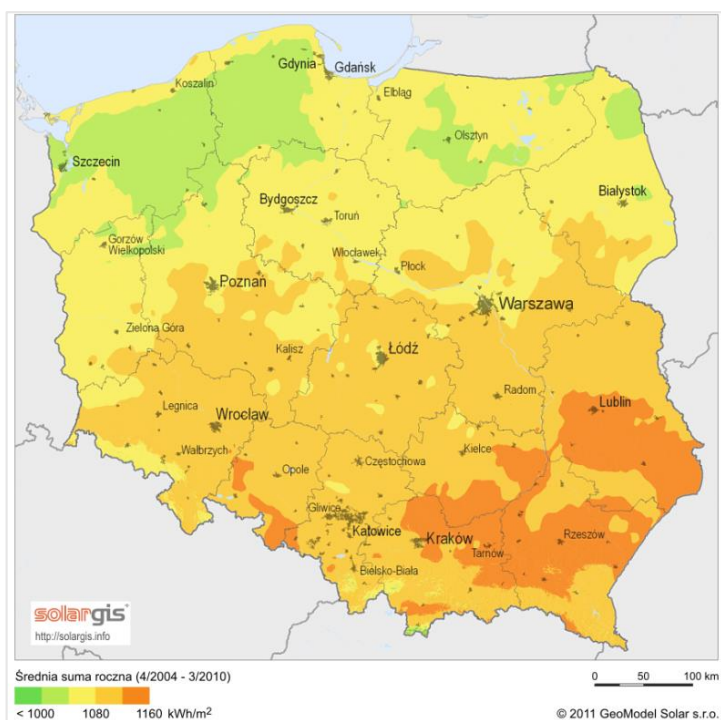 Gdynia
Gdańsk
Koszalin
Elbląg
Olsztyn
Szczecin
Białystok
Bydgoszcz
Toruń
Gorzów
Wielkopolski
Włocławek
Płock
Poznań
Warszawa
Zielona Góra
Kalisz
Łódź
Radom
Lublin
Legnica
Wrocław
Wałbrzych
Kielce
Opole
Częstochowa
Gliwice
Katowice
Kraków
Tarnów
Rzeszów
Bielsko-Biała
solargis
http://solargis.info
Średnia suma roczna (4/2004 - 3/2010)
0 50 100 km
< 1000 1080 1160 kWh/m²
© 2011 GeoModel Solar s.r.o.